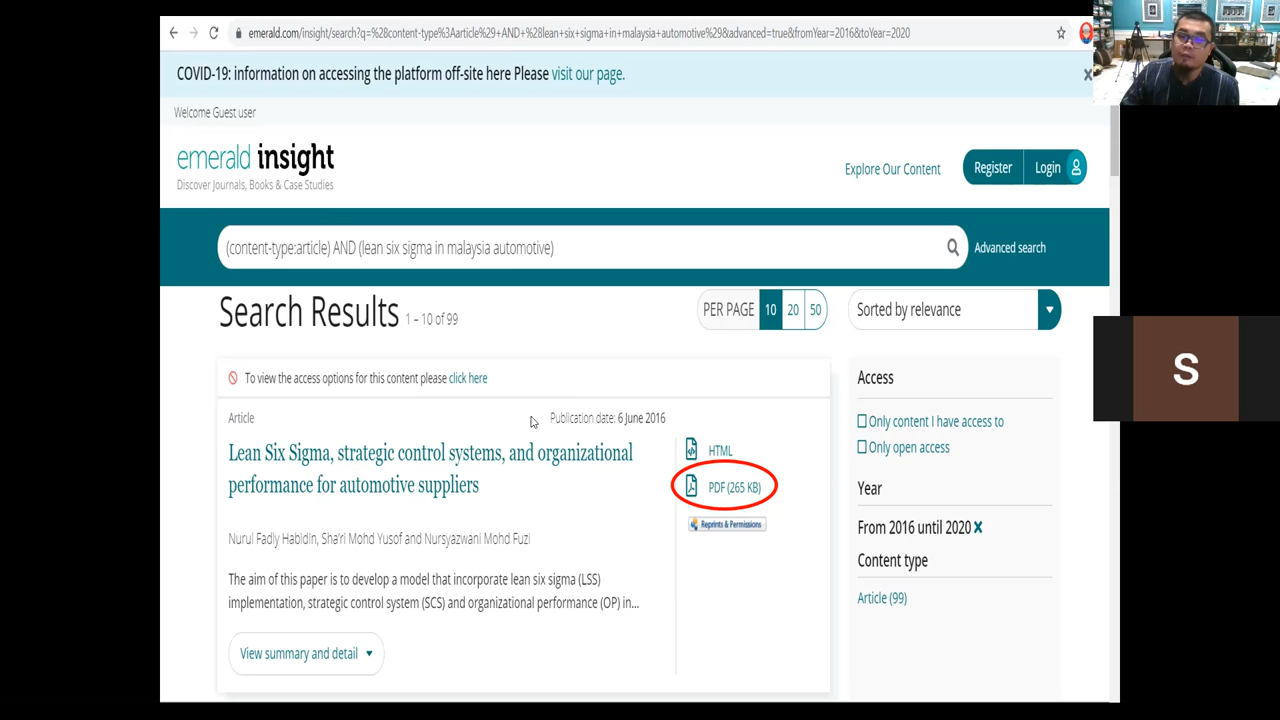 emerald.com/insight/search?q=%28content-type%3Aarticle%29+AND+%28lean+six+sigma+in+malaysia+automotive%29&advanced=true&fromYear=2016&toYear=2020
COVID-19: information on accessing the platform off-site here Please visit our page.
Welcome Guest user
emerald insight
Discover Journals, Books & Case Studies
Explore Our Content
Register
Login
(content-type:article) AND (lean six sigma in malaysia automotive)
Advanced search
Search Results 1 – 10 of 99
PER PAGE 10 20 50
Sorted by relevance
To view the access options for this content please click here
Article
Publication date: 6 June 2016
Lean Six Sigma, strategic control systems, and organizational
performance for automotive suppliers
HTML
PDF (265 KB)
Reprints & Permissions
Nurul Fadly Habidin, Sha'ri Mohd Yusof and Nursyazwani Mohd Fuzi
The aim of this paper is to develop a model that incorporate lean six sigma (LSS)
implementation, strategic control system (SCS) and organizational performance (OP) in...
View summary and detail
Access
Only content I have access to
Only open access
Year
From 2016 until 2020
Content type
Article (99)
S